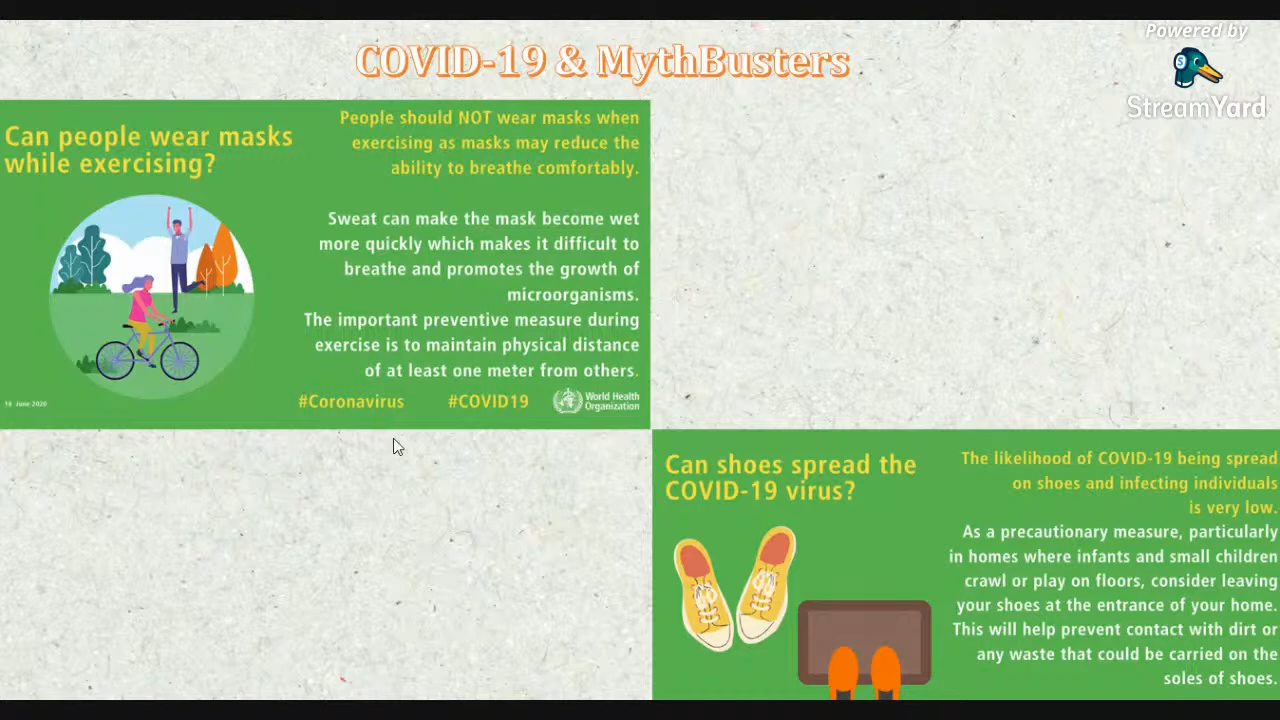 COVID-19 & MythBusters
Powered by
StreamYard
Can people wear masks
while exercising?
People should NOT wear masks when
exercising as masks may reduce the
ability to breathe comfortably.
Sweat can make the mask become wet
more quickly which makes it difficult to
breathe and promotes the growth of
microorganisms.
The important preventive measure during
exercise is to maintain physical distance
of at least one meter from others.
16 June 2020
#Coronavirus #COVID19
World Health
Organization
Can shoes spread the
COVID-19 virus?
The likelihood of COVID-19 being spread
on shoes and infecting individuals
is very low.
As a precautionary measure, particularly
in homes where infants and small children
crawl or play on floors, consider leaving
your shoes at the entrance of your home.
This will help prevent contact with dirt or
any waste that could be carried on the
soles of shoes.